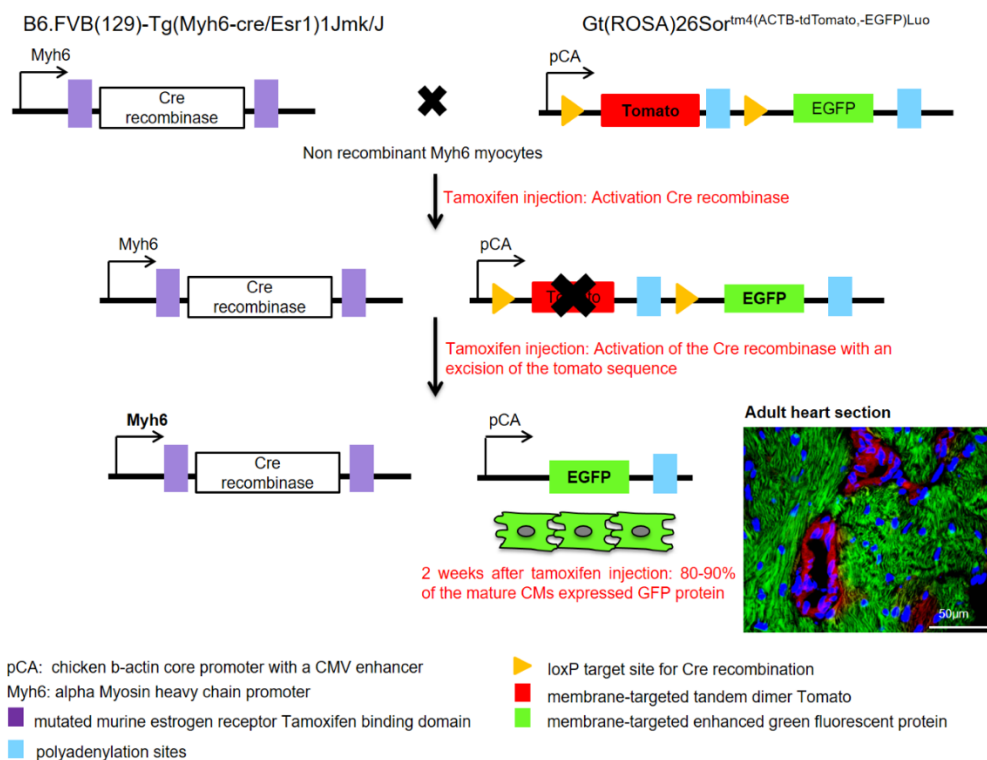 B6.FVB(129)-Tg(Myh6-cre/Esr1)1Jmk/J
Gt(ROSA)26Sortm4(ACTB-tdTomato,-EGFP)Luo
Myh6
Cre
recombinase
pCA
Tomato
EGFP
Non recombinant Myh6 myocytes
Tamoxifen injection: Activation Cre recombinase
Myh6
Cre
recombinase
pCA
Tomato
EGFP
Tamoxifen injection: Activation of the Cre recombinase with an
excision of the tomato sequence
Myh6
Cre
recombinase
pCA
EGFP
2 weeks after tamoxifen injection: 80-90%
of the mature CMs expressed GFP protein
Adult heart section
50µm
pCA: chicken b-actin core promoter with a CMV enhancer
Myh6: alpha Myosin heavy chain promoter
mutated murine estrogen receptor Tamoxifen binding domain
polyadenylation sites
loxP target site for Cre recombination
membrane-targeted tandem dimer Tomato
membrane-targeted enhanced green fluorescent protein